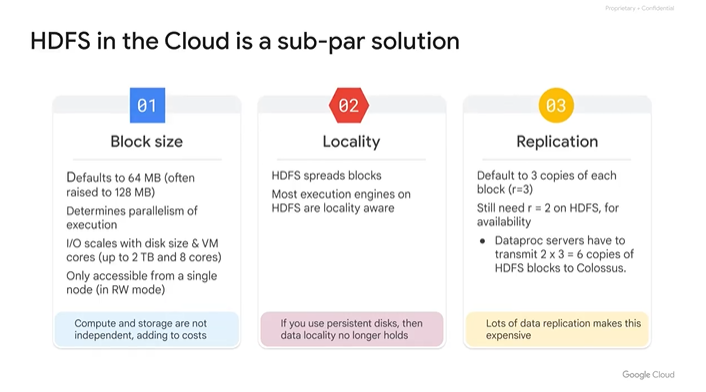 Proprietary + Confidential
HDFS in the Cloud is a sub-par solution
01
Block size
Defaults to 64 MB (often
raised to 128 MB)
Determines parallelism of
execution
I/O scales with disk size & VM
cores (up to 2 TB and 8 cores)
Only accessible from a single
node (in RW mode)
Compute and storage are not
independent, adding to costs
02
Locality
HDFS spreads blocks
Most execution engines on
HDFS are locality aware
If you use persistent disks, then
data locality no longer holds
03
Replication
Default to 3 copies of each
block (r=3)
Still need r = 2 on HDFS, for
availability
● Dataproc servers have to
transmit 2 x 3 = 6 copies of
HDFS blocks to Colossus.
Lots of data replication makes this
expensive
Google Cloud